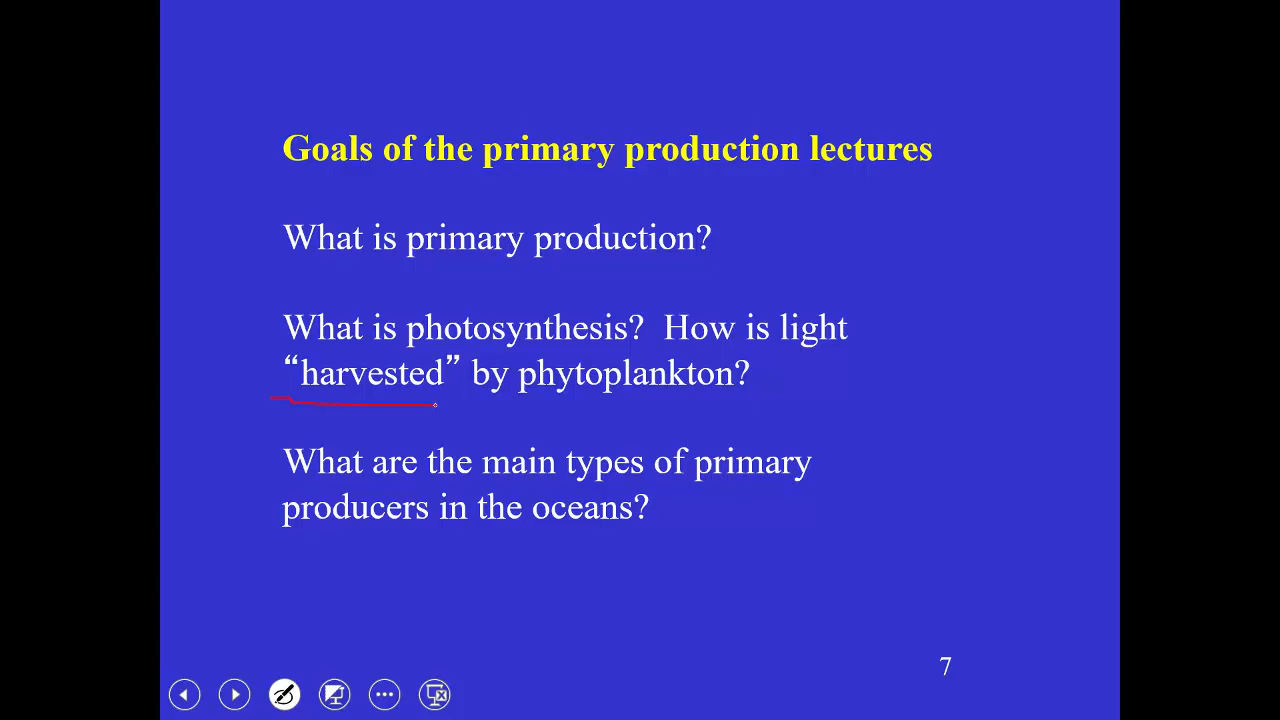 Goals of the primary production lectures
What is primary production?
What is photosynthesis?  How is light
“harvested” by phytoplankton?
What are the main types of primary
producers in the oceans?
7